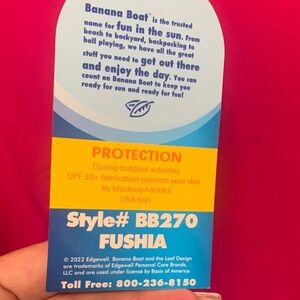 Banana Boat™ is the trusted
name for fun in the sun. From
beach to backyard, backpacking to
ball playing, we have all the great
stuff you need to get out there
and enjoy the day. You can
count on Banana Boat to keep you
ready for sun and ready for fun!
PROTECTION
During outdoor activities
UPF 50+ fabrication protects your skin
by blocking harmful
UVA rays.
Style# BB270
FUSHIA
© 2022 Edgewell. Banana Boat and the Leaf Design
are trademarks of Edgewell Personal Care Brands,
LLC and are used under license by Basis of America
Toll Free: 800-236-8150